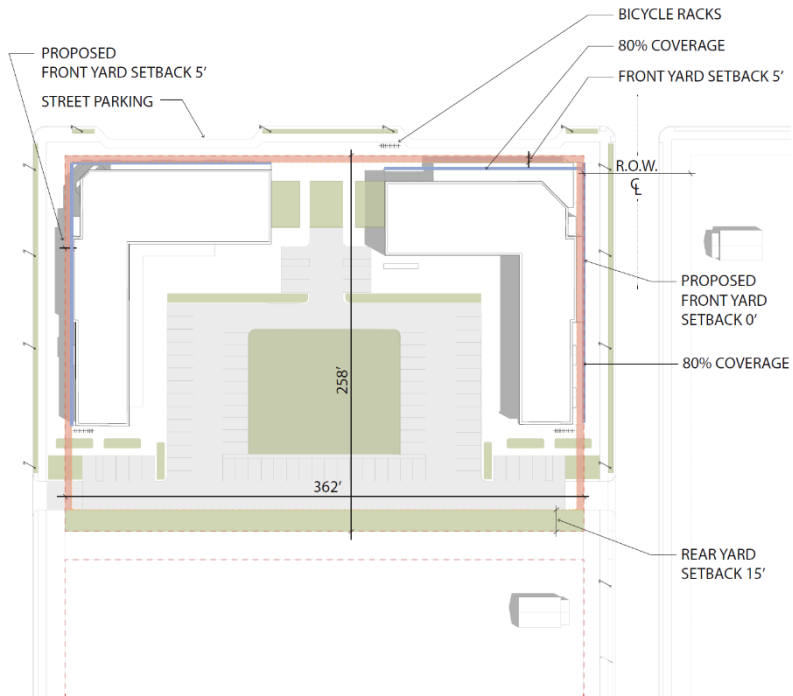 BICYCLE RACKS
80% COVERAGE
FRONT YARD SETBACK 5'
PROPOSED
FRONT YARD SETBACK 5'
STREET PARKING
R.O.W.
℄
PROPOSED
FRONT YARD
SETBACK 0'
80% COVERAGE
258'
362'
REAR YARD
SETBACK 15'